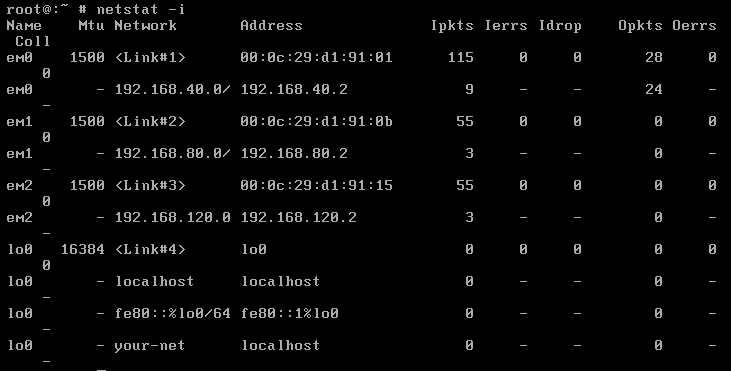 root@:~ # netstat -i
Name    Mtu Network       Address              Ipkts Ierrs Idrop    Opkts Oerrs
 Coll
em0    1500 <Link#1>      00:0c:29:d1:91:01      115     0     0       28     0
    0
em0       - 192.168.40.0/ 192.168.40.2             9     -     -       24     -
    -
em1    1500 <Link#2>      00:0c:29:d1:91:0b       55     0     0        0     0
    0
em1       - 192.168.80.0/ 192.168.80.2             3     -     -        0     -
    -
em2    1500 <Link#3>      00:0c:29:d1:91:15       55     0     0        0     0
    0
em2       - 192.168.120.0 192.168.120.2            3     -     -        0     -
    -
lo0   16384 <Link#4>      lo0                      0     0     0        0     0
    0
lo0       - localhost     localhost                0     -     -        0     -
    -
lo0       - fe80::%lo0/64 fe80::1%lo0              0     -     -        0     -
    -
lo0       - your-net      localhost                0     -     -        0     -
    -